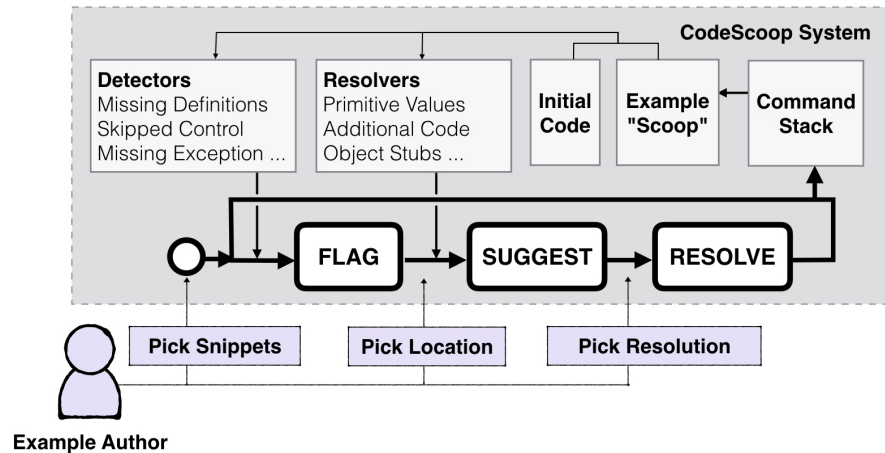 CodeScoop System
Detectors
Missing Definitions
Skipped Control
Missing Exception ...
Resolvers
Primitive Values
Additional Code
Object Stubs ...
Initial
Code
Example
"Scoop"
Command
Stack
FLAG
SUGGEST
RESOLVE
Pick Snippets
Pick Location
Pick Resolution
Example Author